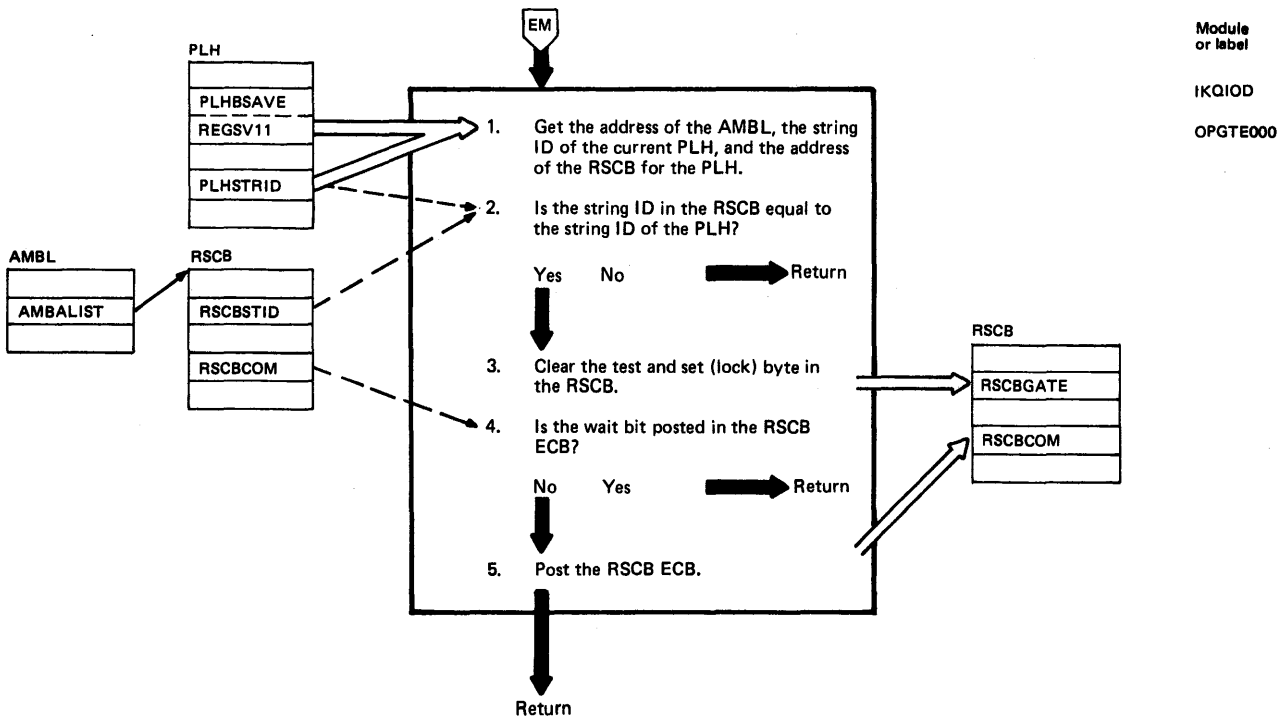 EM
Module
or label
IKQIOD
OPGTE000
PLH
PLHBSAVE
REGSV11
PLHSTRID
AMBL
AMBALIST
RSCB
RSCBSTID
RSCBCOM
1. Get the address of the AMBL, the string
ID of the current PLH, and the address
of the RSCB for the PLH.
2. Is the string ID in the RSCB equal to
the string ID of the PLH?
Yes No Return
3. Clear the test and set (lock) byte in
the RSCB.
4. Is the wait bit posted in the RSCB
ECB?
No Yes Return
5. Post the RSCB ECB.
Return
RSCB
RSCBGATE
RSCBCOM